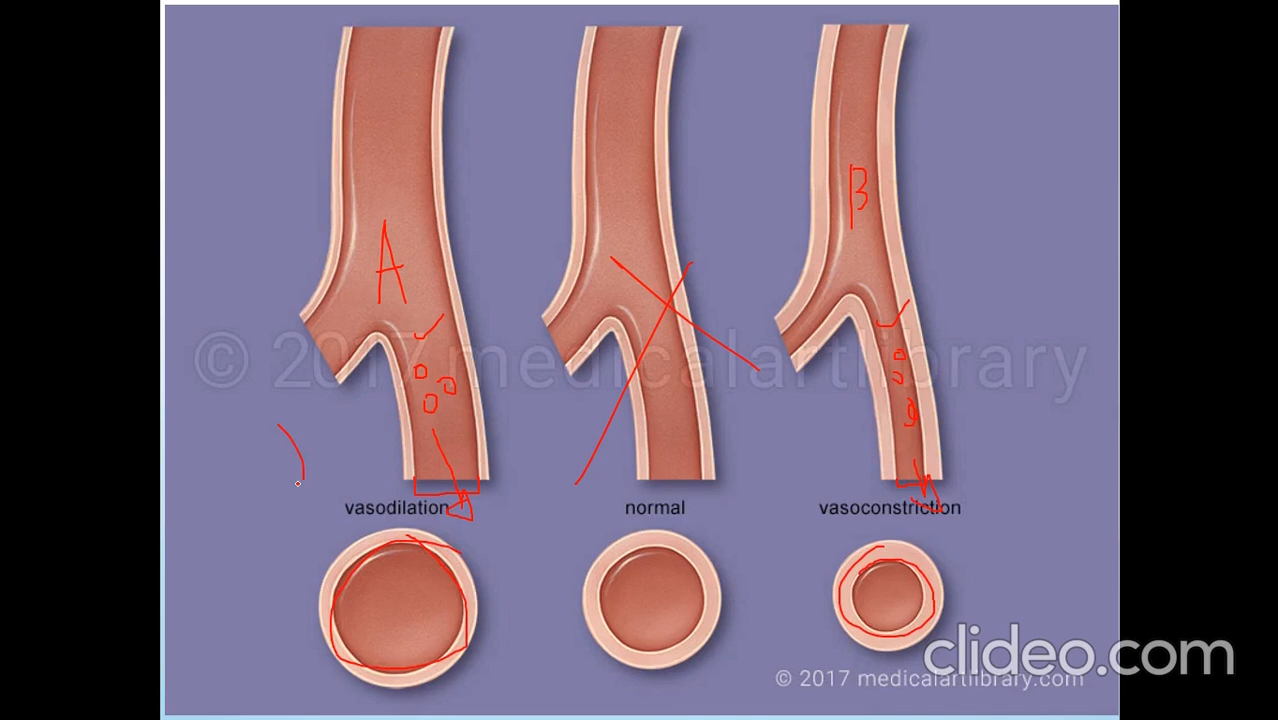 A
B
© 2017 medicalartlibrary
vasodilation
normal
vasoconstriction
clideo.com
© 2017 medicalartlibrary.com